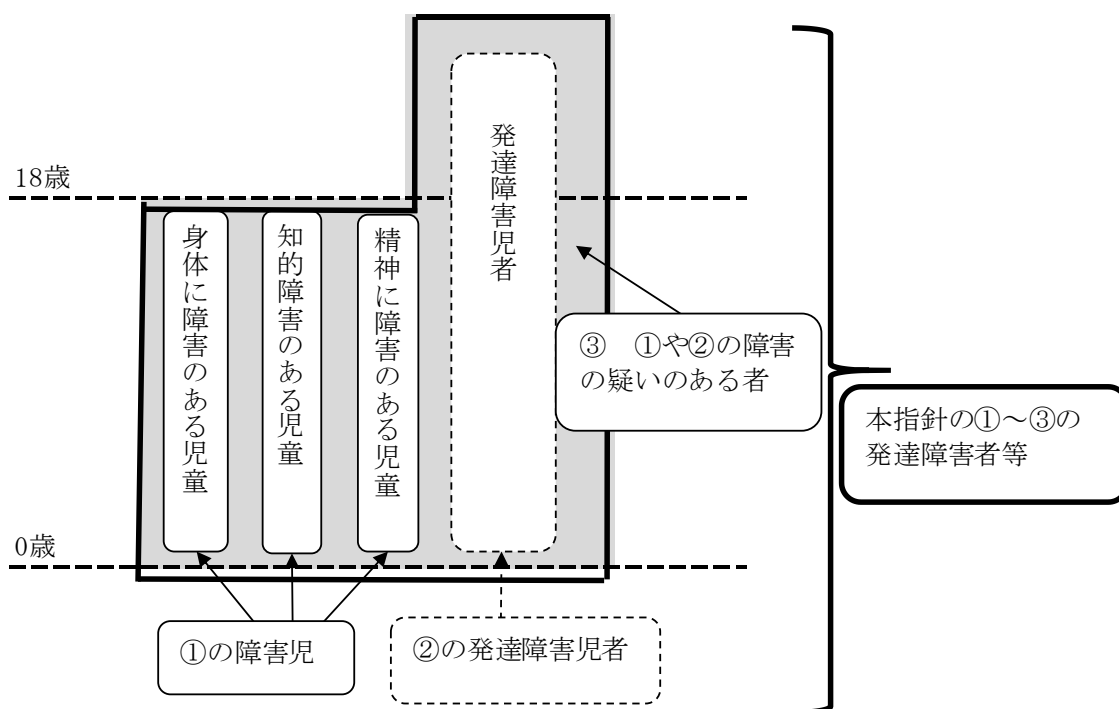 18歳
身体に障害のある児童
知的障害のある児童
精神に障害のある児童
発達障害児者
③　①や②の障害
の疑いのある者
本指針の①～③の
発達障害者等
0歳
①の障害児
②の発達障害児者